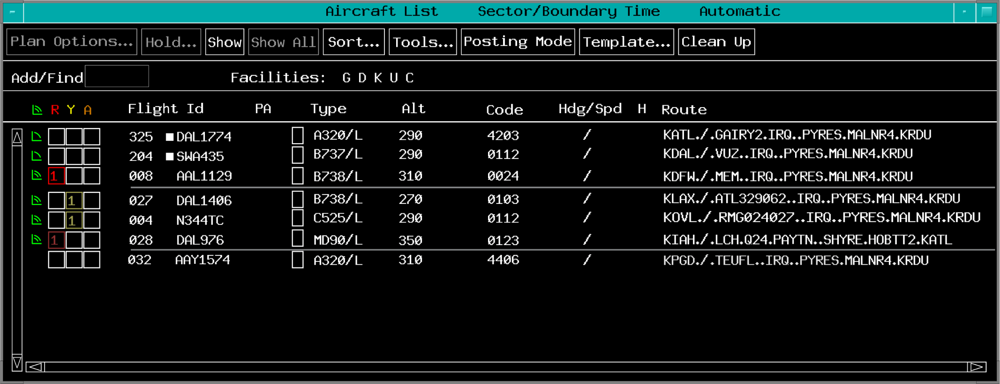 Aircraft List Sector/Boundary Time Automatic
Plan Options... Hold... Show Show All Sort... Tools... Posting Mode Template... Clean Up
Add/Find Facilities: G D K U C
R Y A Flight Id PA Type Alt Code Hdg/Spd H Route
325 DAL1774 A320/L 290 4203 / KATL./.GAIRY2.IRQ..PYRES.MALNR4.KRDU
204 SWA435 B737/L 290 0112 / KDAL./.VUZ..IRQ..PYRES.MALNR4.KRDU
1 008 AAL1129 B738/L 310 0024 / KDFW./.MEM..IRQ..PYRES.MALNR4.KRDU
1 027 DAL1406 B738/L 270 0103 / KLAX./.ATL329062..IRQ..PYRES.MALNR4.KRDU
1 004 N344TC C525/L 290 0112 / KOVL./.RMG024027..IRQ..PYRES.MALNR4.KRDU
1 028 DAL976 MD90/L 350 0123 / KIAH./.LCH.Q24.PAYTN..SHYRE.HOBTT2.KATL
032 AAY1574 A320/L 310 4406 / KPGD./.TEUFL..IRQ..PYRES.MALNR4.KRDU